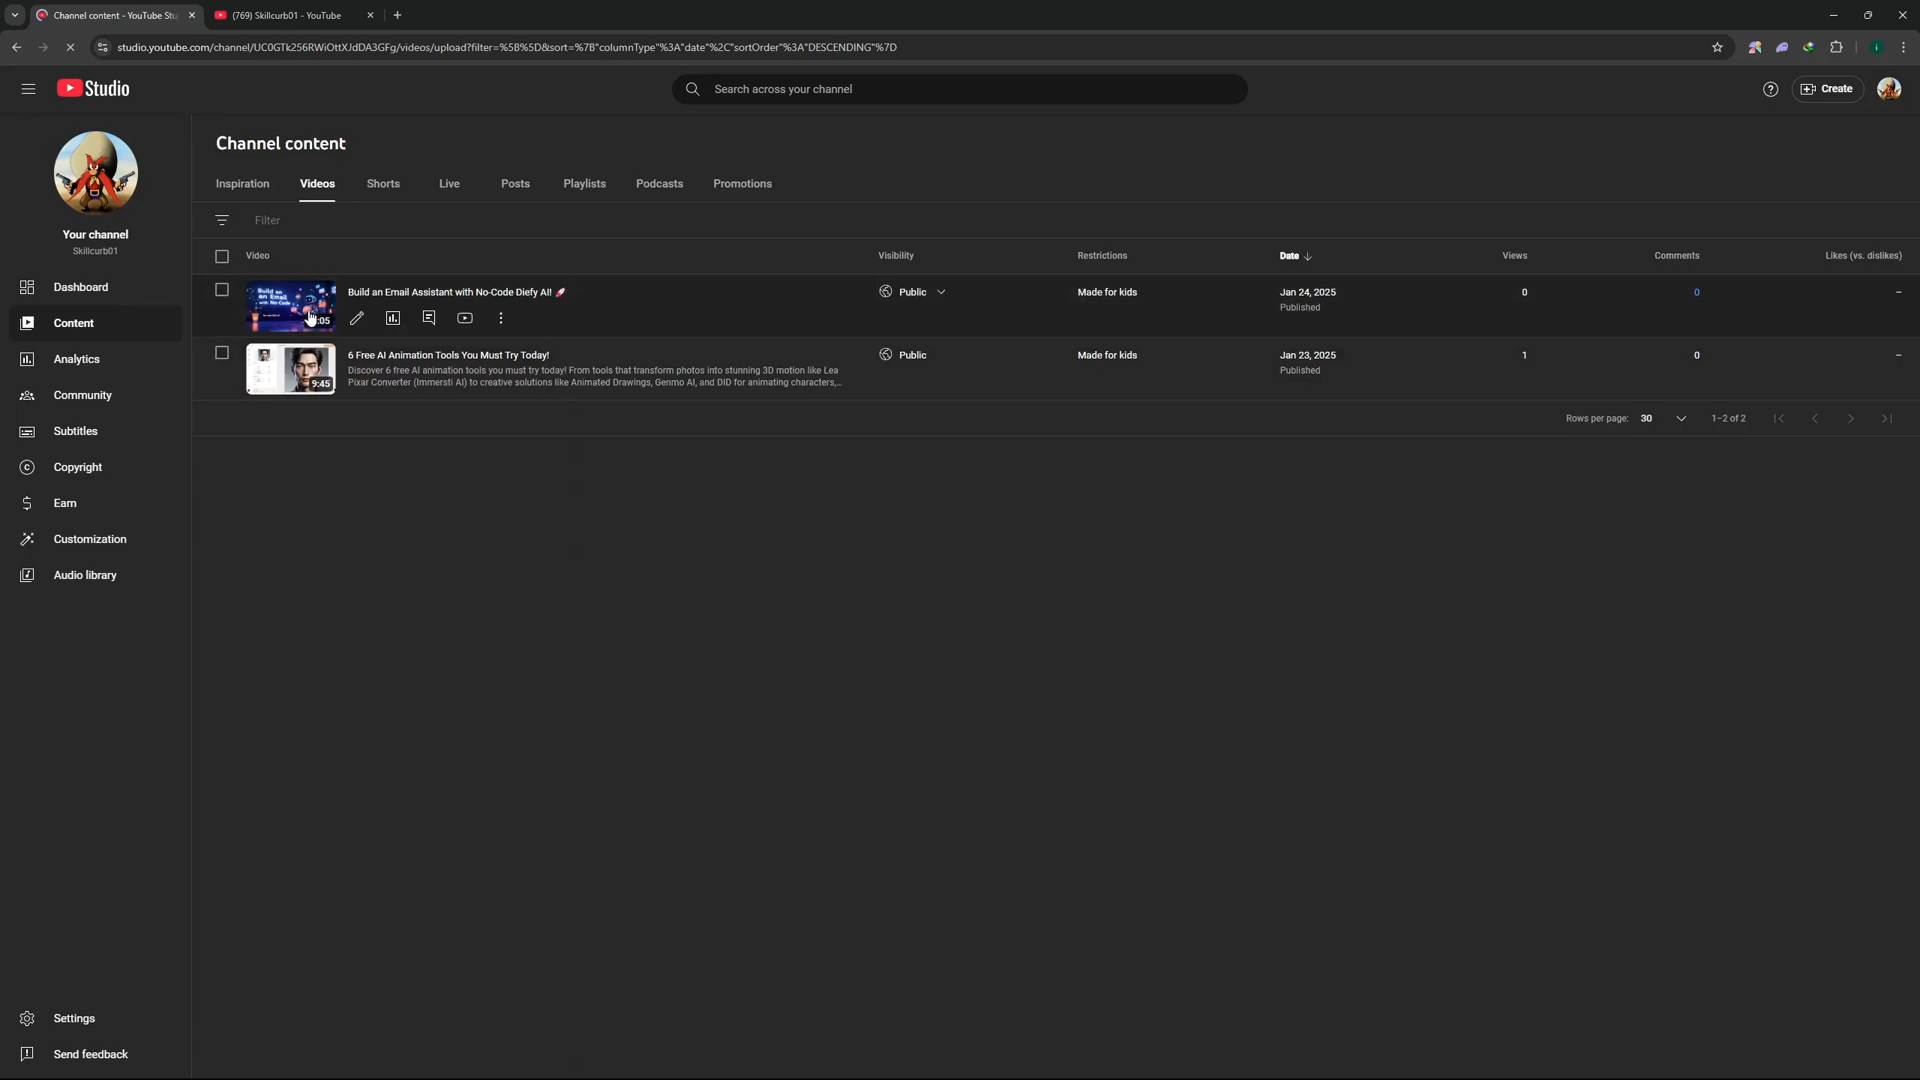 Channel content - YouTube Stu
(769) Skillcurb01 - YouTube
studio.youtube.com/channel/UC0GTk256RWiOttXJdDA3GFg/videos/upload?filter=%5B%5D&sort=%7B"columnType"%3A"date"%2C"sortOrder"%3A"DESCENDING"%7D
i
Studio
Search across your channel
Create
Your channel
Skillcurb01
Dashboard
Content
Analytics
Community
Subtitles
Copyright
Earn
Customization
Audio library
Settings
Send feedback
Channel content
Inspiration Videos Shorts Live Posts Playlists Podcasts Promotions
Filter
Video Visibility Restrictions Date Views Comments Likes (vs. dislikes)
Build an Email with No-Code
:05
Build an Email Assistant with No-Code Diefy AI! 🚀
Public Made for kids Jan 24, 2025 0 0 –
Published
9:45
6 Free AI Animation Tools You Must Try Today!
Public Made for kids Jan 23, 2025 1 0 –
Published
Discover 6 free AI animation tools you must try today! From tools that transform photos into stunning 3D motion like Lea
Pixar Converter (Immersti AI) to creative solutions like Animated Drawings, Genmo AI, and DID for animating characters,...
Rows per page: 30 1–2 of 2